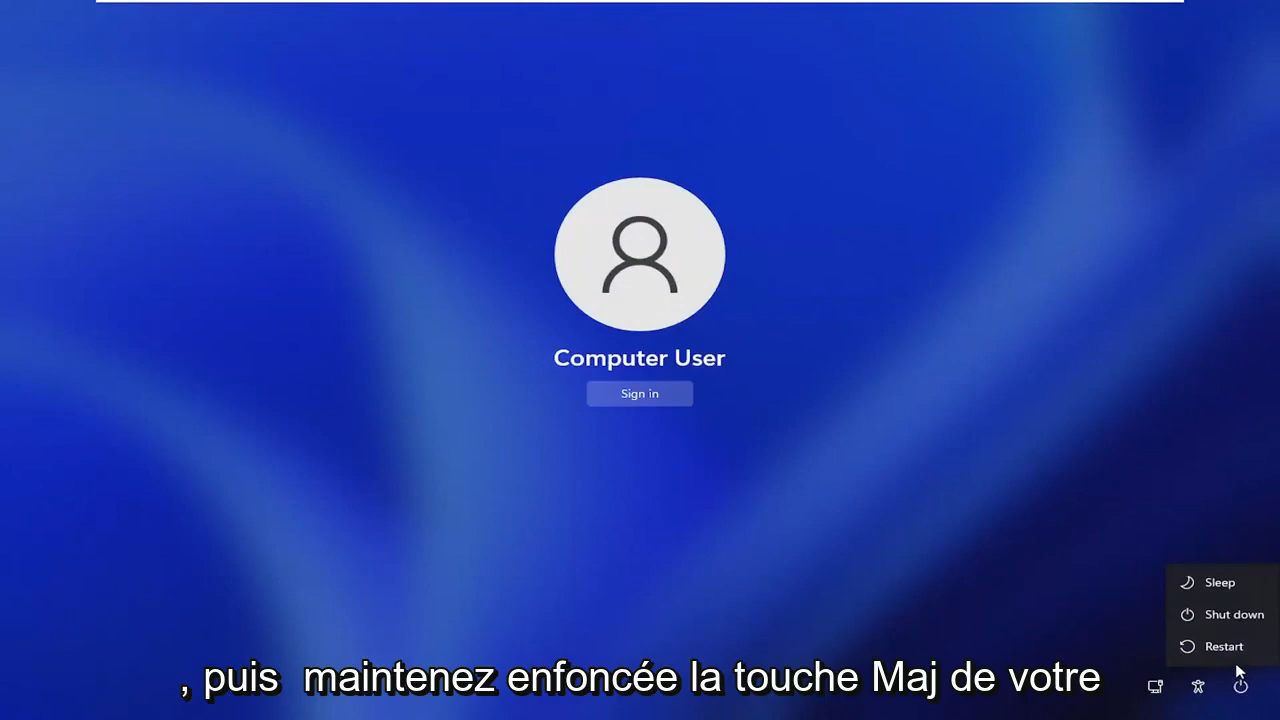 Computer User
Sign in
Sleep
Shut down
Restart
, puis maintenez enfoncée la touche Maj de votre